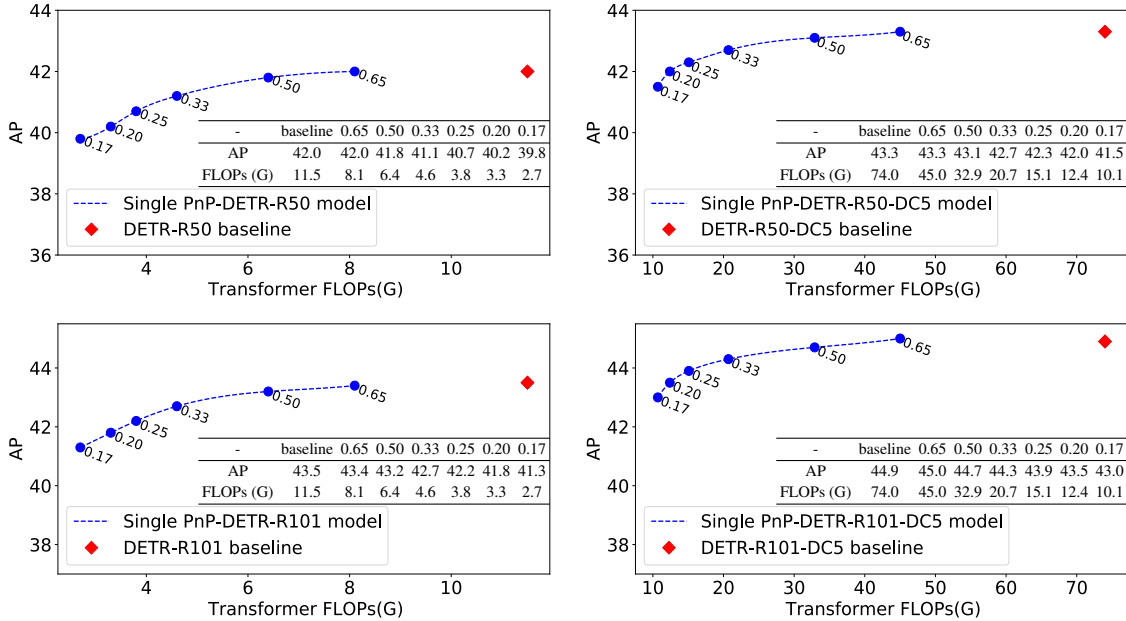 44
42
40
38
36
AP
0.17
0.20
0.25
0.33
0.50
0.65
- baseline 0.65 0.50 0.33 0.25 0.20 0.17
AP 42.0 42.0 41.8 41.1 40.7 40.2 39.8
FLOPs (G) 11.5 8.1 6.4 4.6 3.8 3.3 2.7
Single PnP-DETR-R50 model
DETR-R50 baseline
4 6 8 10
Transformer FLOPs(G)
44
42
40
38
36
AP
0.17
0.20
0.25
0.33
0.50
0.65
- baseline 0.65 0.50 0.33 0.25 0.20 0.17
AP 43.3 43.3 43.1 42.7 42.3 42.0 41.5
FLOPs (G) 74.0 45.0 32.9 20.7 15.1 12.4 10.1
Single PnP-DETR-R50-DC5 model
DETR-R50-DC5 baseline
10 20 30 40 50 60 70
Transformer FLOPs(G)
44
42
40
38
AP
0.17
0.20
0.25
0.33
0.50
0.65
- baseline 0.65 0.50 0.33 0.25 0.20 0.17
AP 43.5 43.4 43.2 42.7 42.2 41.8 41.3
FLOPs (G) 11.5 8.1 6.4 4.6 3.8 3.3 2.7
Single PnP-DETR-R101 model
DETR-R101 baseline
4 6 8 10
Transformer FLOPs(G)
44
42
40
38
AP
0.17
0.20
0.25
0.33
0.50
0.65
- baseline 0.65 0.50 0.33 0.25 0.20 0.17
AP 44.9 45.0 44.7 44.3 43.9 43.5 43.0
FLOPs (G) 74.0 45.0 32.9 20.7 15.1 12.4 10.1
Single PnP-DETR-R101-DC5 model
DETR-R101-DC5 baseline
10 20 30 40 50 60 70
Transformer FLOPs(G)